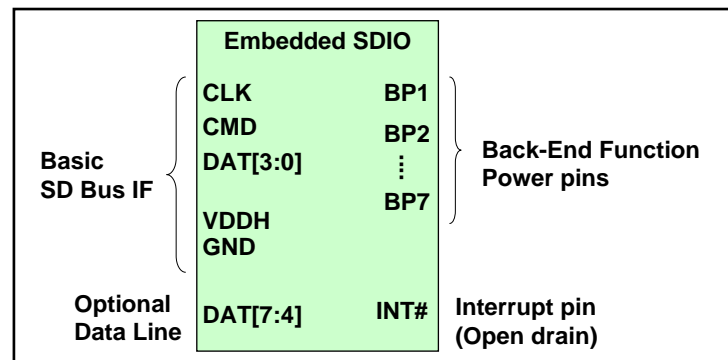 Embedded SDIO
CLK
CMD
DAT[3:0]
VDDH
GND
DAT[7:4]
BP1
BP2
⋮
BP7
INT#
Basic
SD Bus IF
Optional
Data Line
Back-End Function
Power pins
Interrupt pin
(Open drain)